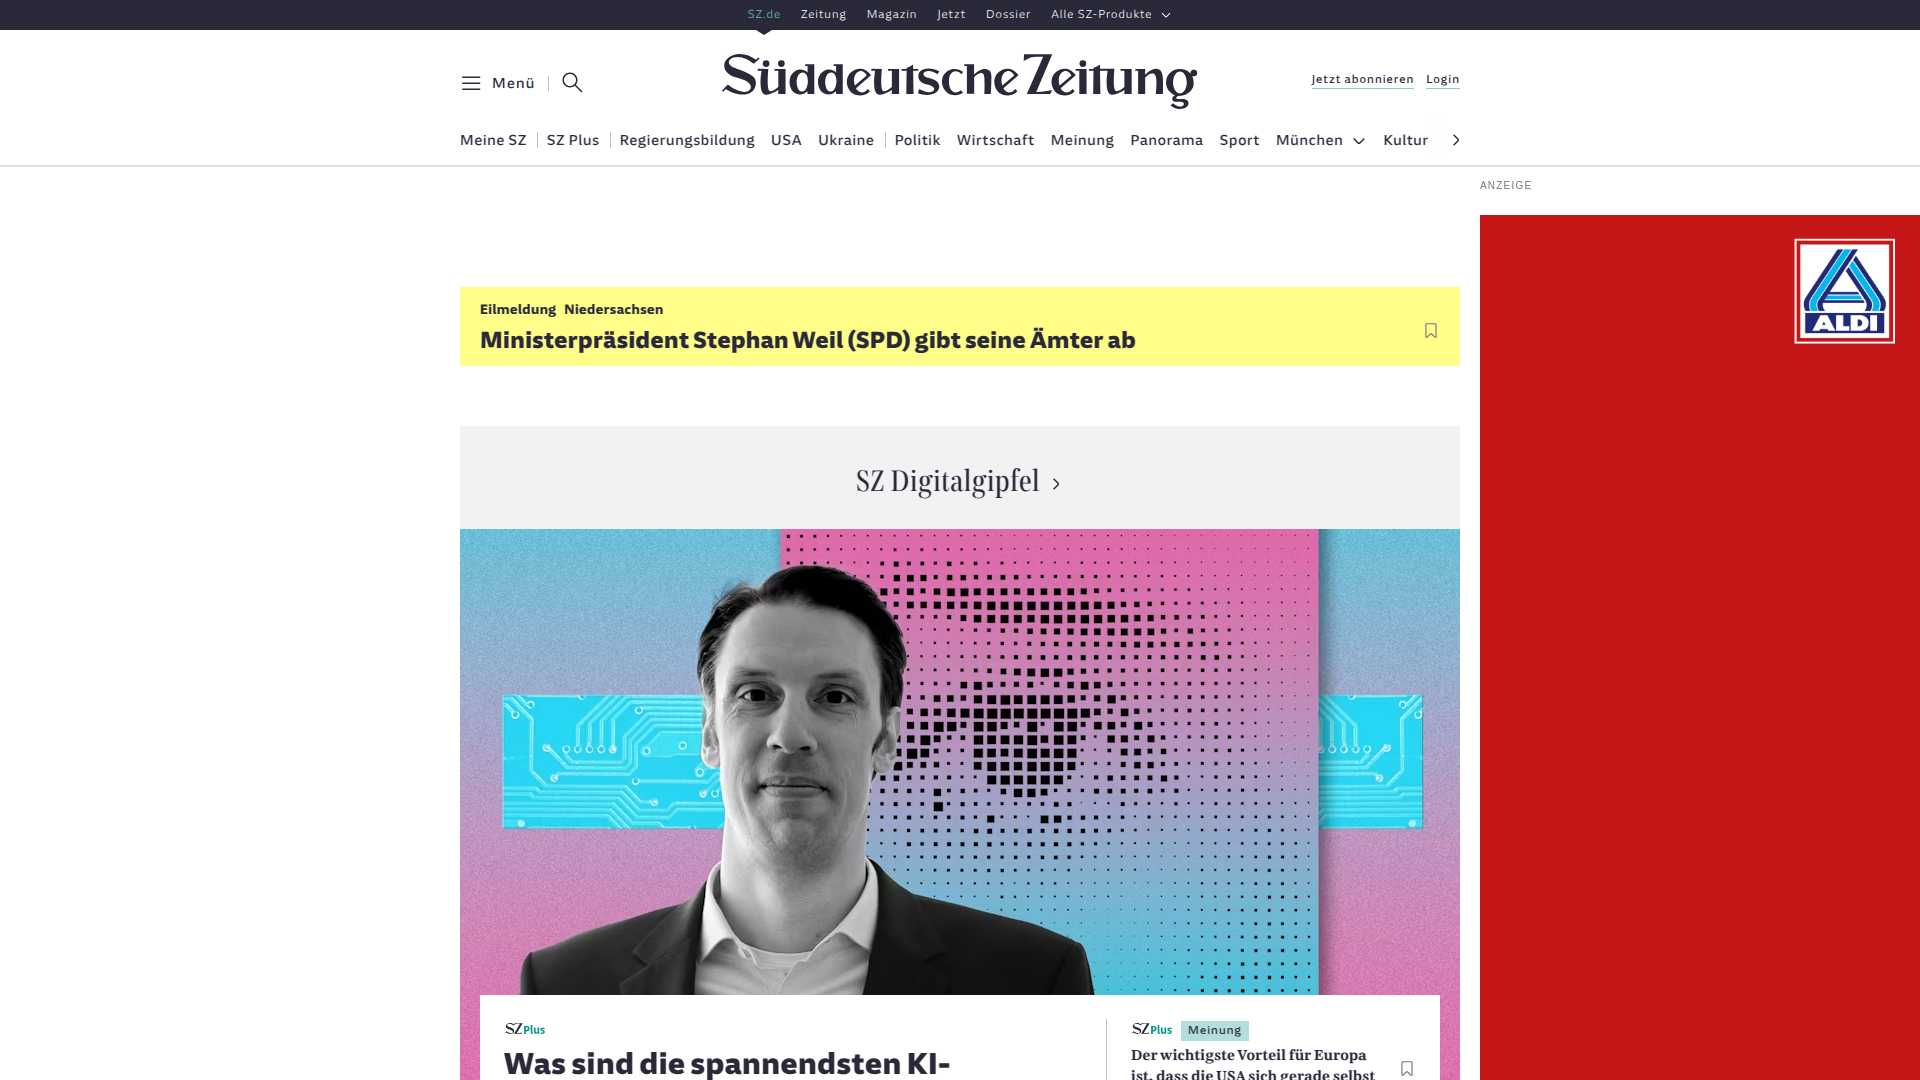 SZ.de Zeitung Magazin Jetzt Dossier Alle SZ-Produkte
Menü
Süddeutsche Zeitung
Jetzt abonnieren Login
Meine SZ SZ Plus Regierungsbildung USA Ukraine Politik Wirtschaft Meinung Panorama Sport München Kultur
ANZEIGE
ALDI
Eilmeldung Niedersachsen
Ministerpräsident Stephan Weil (SPD) gibt seine Ämter ab
SZ Digitalgipfel
SZ Plus
Was sind die spannendsten KI-
SZ Plus Meinung
Der wichtigste Vorteil für Europa
ist, dass die USA sich gerade selbst